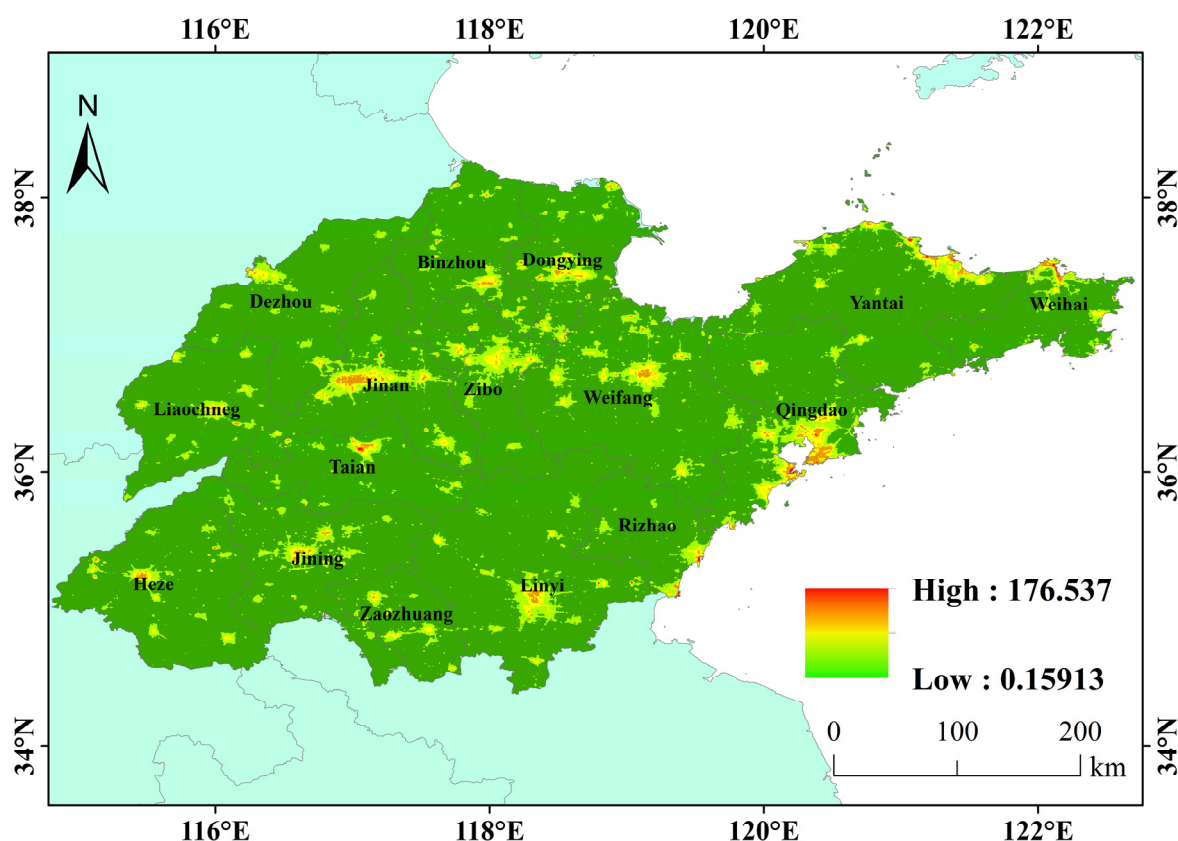 116°E 118°E 120°E 122°E
N
38°N 38°N
Binzhou Dongying
Dezhou Yantai Weihai
Jinan Zibo Weifang
Liaochneg Qingdao
Taian 36°N 36°N
Rizhao
Jining
Heze Linyi
Zaozhuang
High : 176.537
Low : 0.15913
0 100 200
km
34°N 34°N
116°E 118°E 120°E 122°E